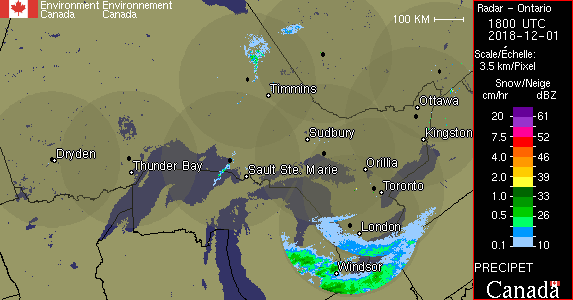 Environment Environnement
Canada Canada
100 KM
Timmins
Ottawa
Sudbury
Kingston
Dryden
Thunder Bay
Sault Ste. Marie
Orillia
Toronto
London
Windsor
Radar - Ontario
1800 UTC
2018-12-01
Scale/Échelle:
3.5 km/Pixel
Snow/Neige
cm/hr dBZ
20 61
7.5 52
4.0 46
2.0 39
1.0 33
0.5 26
0.1 10
PRECIPET
Canada